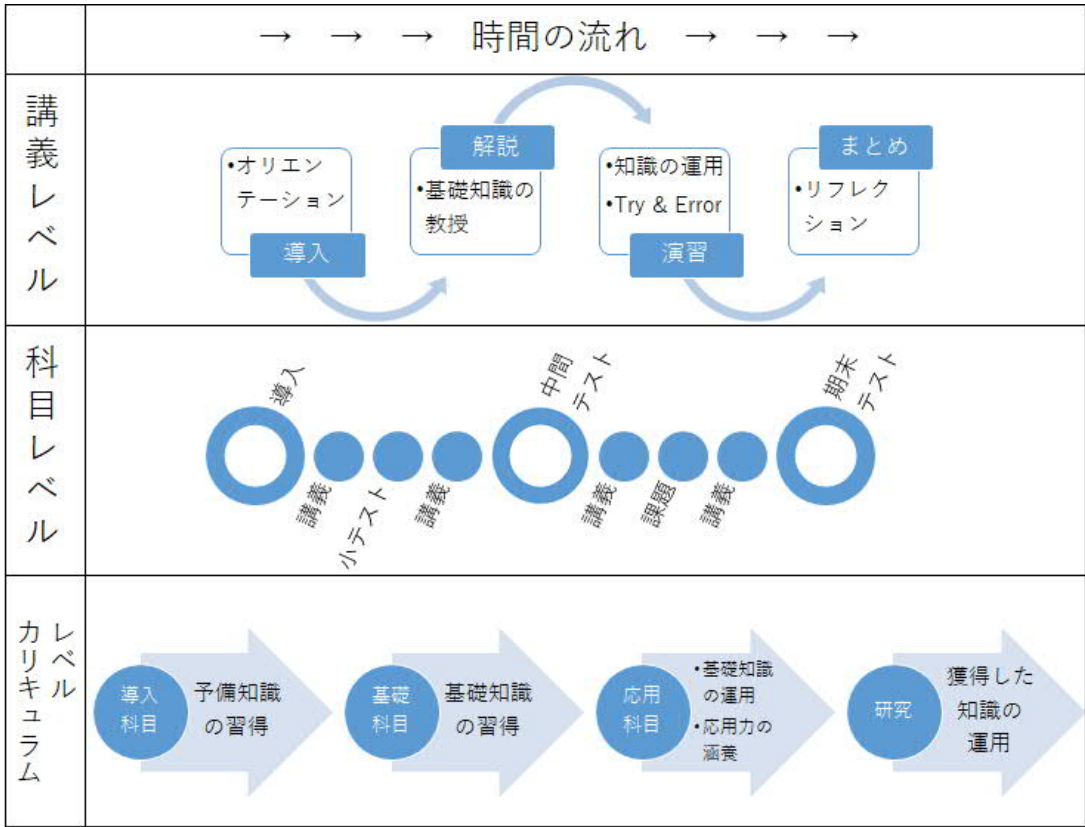 → → → 時間の流れ → → →
講義レベル
•オリエン
テーション
導入
解説
•基礎知識の
教授
•知識の運用
•Try & Error
演習
まとめ
•リフレク
ション
科目レベル
導入
講義
小テスト
講義
中間
テスト
講義
課題
講義
期末
テスト
カリキュラム
レベル
導入
科目
予備知識
の習得
基礎
科目
基礎知識
の習得
応用
科目
•基礎知識
の運用
•応用力の
涵養
研究
獲得した
知識の
運用